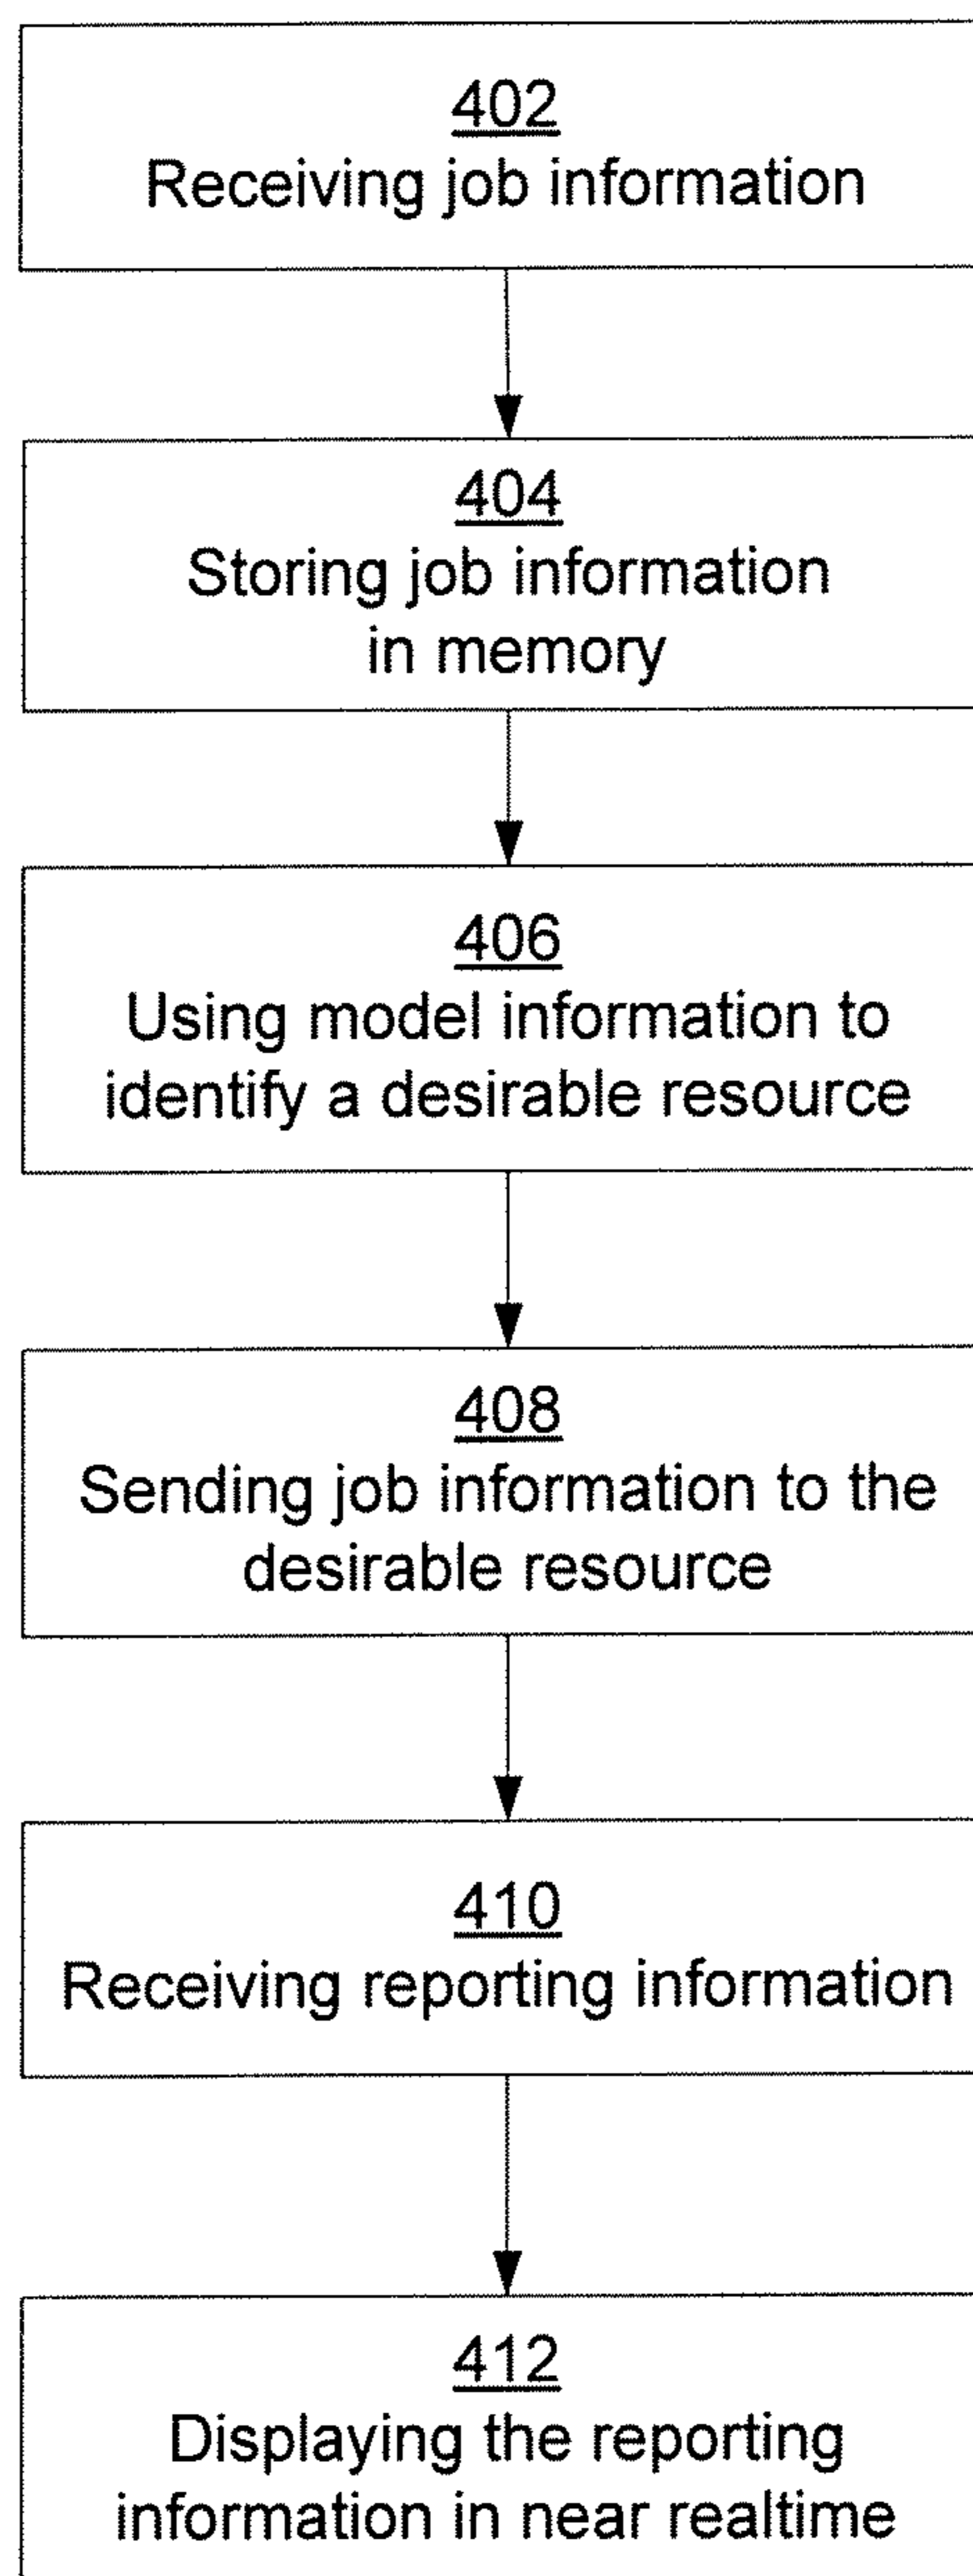 402
Receiving job information
404
Storing job information
in memory
406
Using model information to
identify a desirable resource
408
Sending job information to the
desirable resource
410
Receiving reporting information
412
Displaying the reporting
information in near realtime